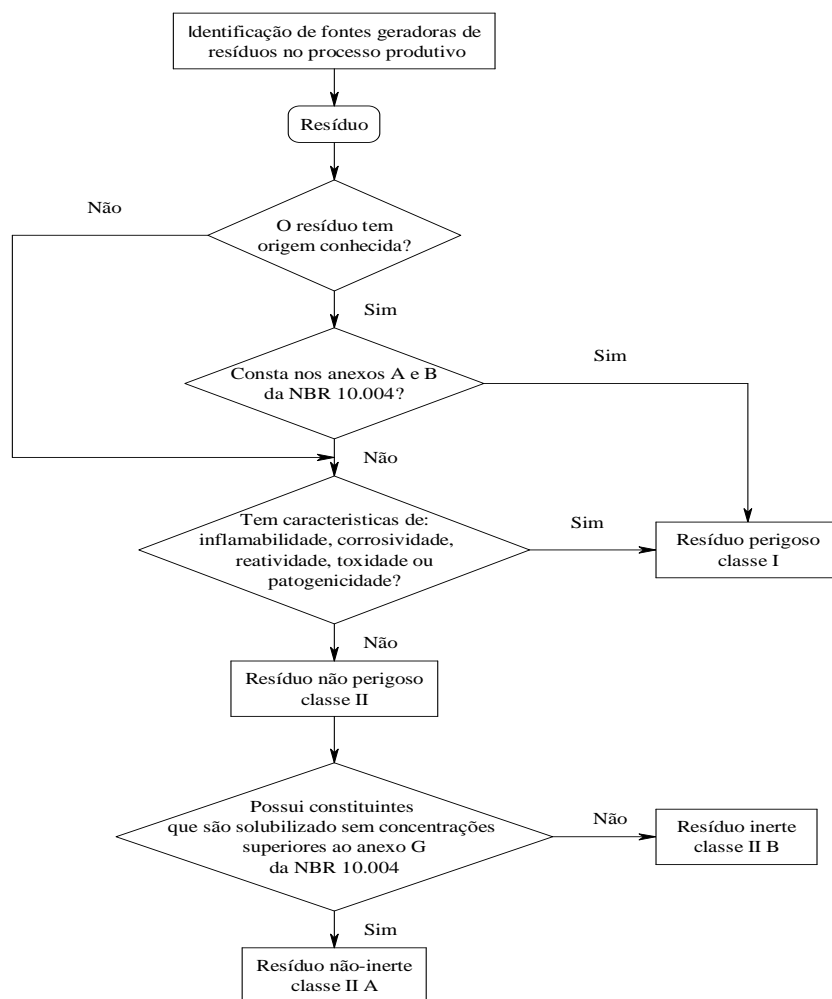 Identificação de fontes geradoras de
resíduos no processo produtivo
Resíduo
Não
O resíduo tem
origem conhecida?
Sim
Consta nos anexos A e B
da NBR 10.004?
Sim
Não
Tem caracteristicas de:
inflamabilidade, corrosividade,
reatividade, toxidade ou
patogenicidade?
Sim
Resíduo perigoso
classe I
Não
Resíduo não perigoso
classe II
Possui constituintes
que são solubilizado sem concentrações
superiores ao anexo G
da NBR 10.004
Não
Resíduo inerte
classe II B
Sim
Resíduo não-inerte
classe II A